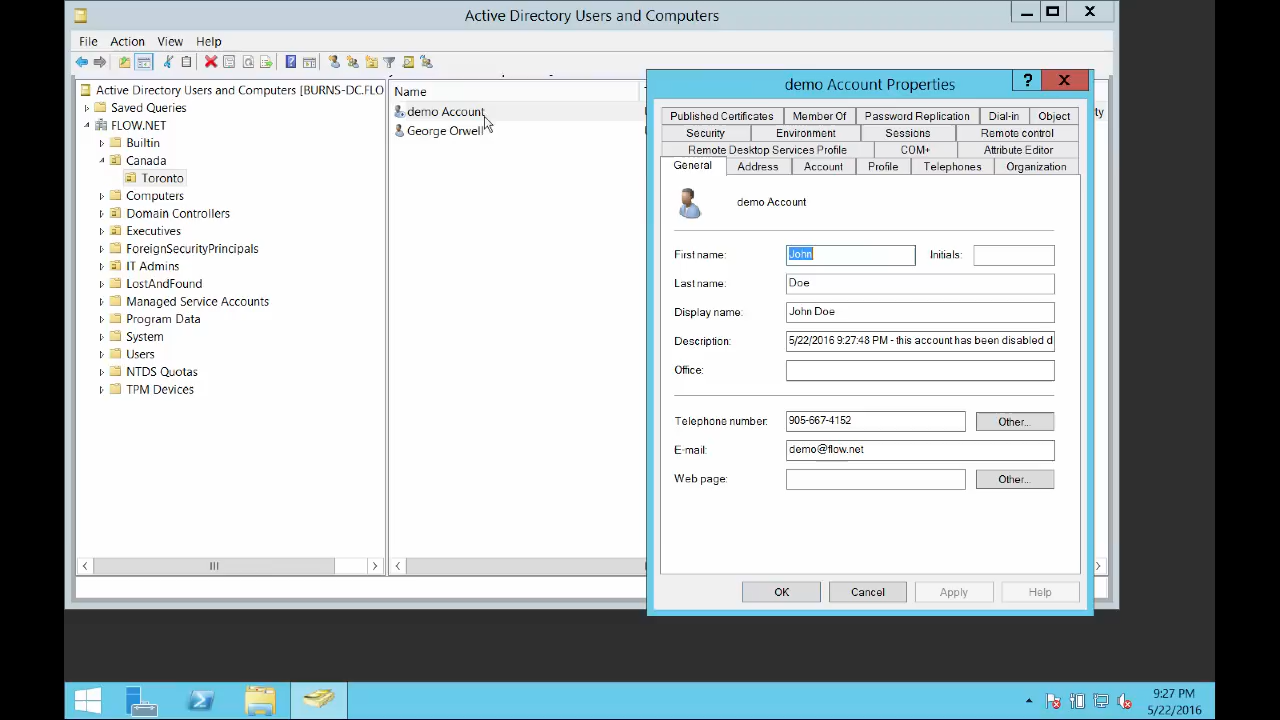 Active Directory Users and Computers
File Action View Help
Active Directory Users and Computers [BURNS-DC.FLO
Saved Queries
FLOW.NET
Builtin
Canada
Toronto
Computers
Domain Controllers
Executives
ForeignSecurityPrincipals
IT Admins
LostAndFound
Managed Service Accounts
Program Data
System
Users
NTDS Quotas
TPM Devices
Name
demo Account
George Orwell
demo Account Properties
?
Published Certificates Member Of Password Replication Dial-in Object
Security Environment Sessions Remote control
Remote Desktop Services Profile COM+ Attribute Editor
General Address Account Profile Telephones Organization
demo Account
First name: John Initials:
Last name: Doe
Display name: John Doe
Description: 5/22/2016 9:27:48 PM - this account has been disabled d
Office:
Telephone number: 905-667-4152 Other...
E-mail: demo@flow.net
Web page: Other...
OK Cancel Apply Help
9:27 PM
5/22/2016